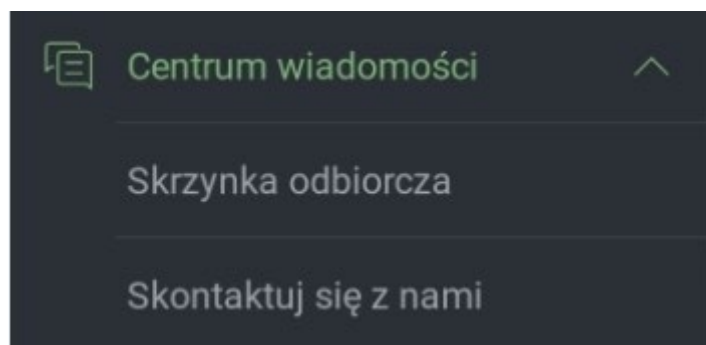 Centrum wiadomości
Skrzynka odbiorcza
Skontaktuj się z nami